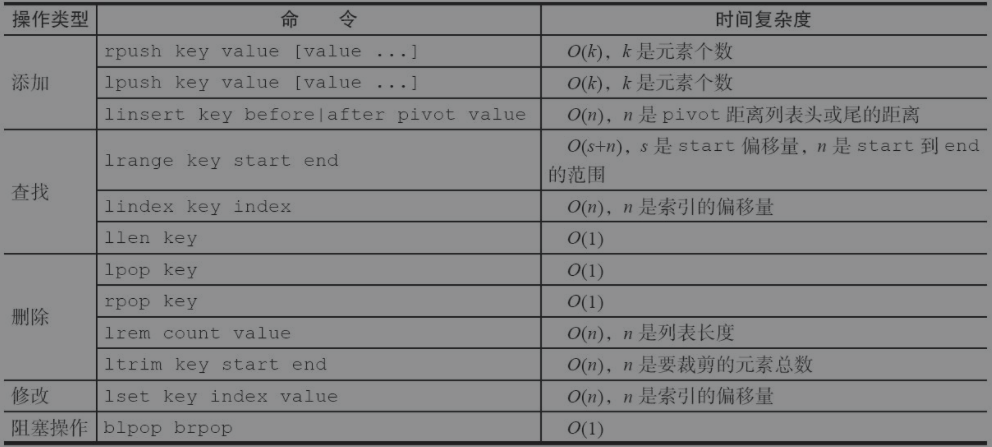 操作类型 命 令 时间复杂度
添加 rpush key value [value ...] O(k)，k 是元素个数
lpush key value [value ...] O(k)，k 是元素个数
linsert key before|after pivot value O(n)，n 是 pivot 距离列表头或尾的距离
查找 lrange key start end O(s+n)，s 是 start 偏移量，n 是 start 到 end
的范围
lindex key index O(n)，n 是索引的偏移量
llen key O(1)
删除 lpop key O(1)
rpop key O(1)
lrem count value O(n)，n 是列表长度
ltrim key start end O(n)，n 是要裁剪的元素总数
修改 lset key index value O(n)，n 是索引的偏移量
阻塞操作 blpop brpop O(1)